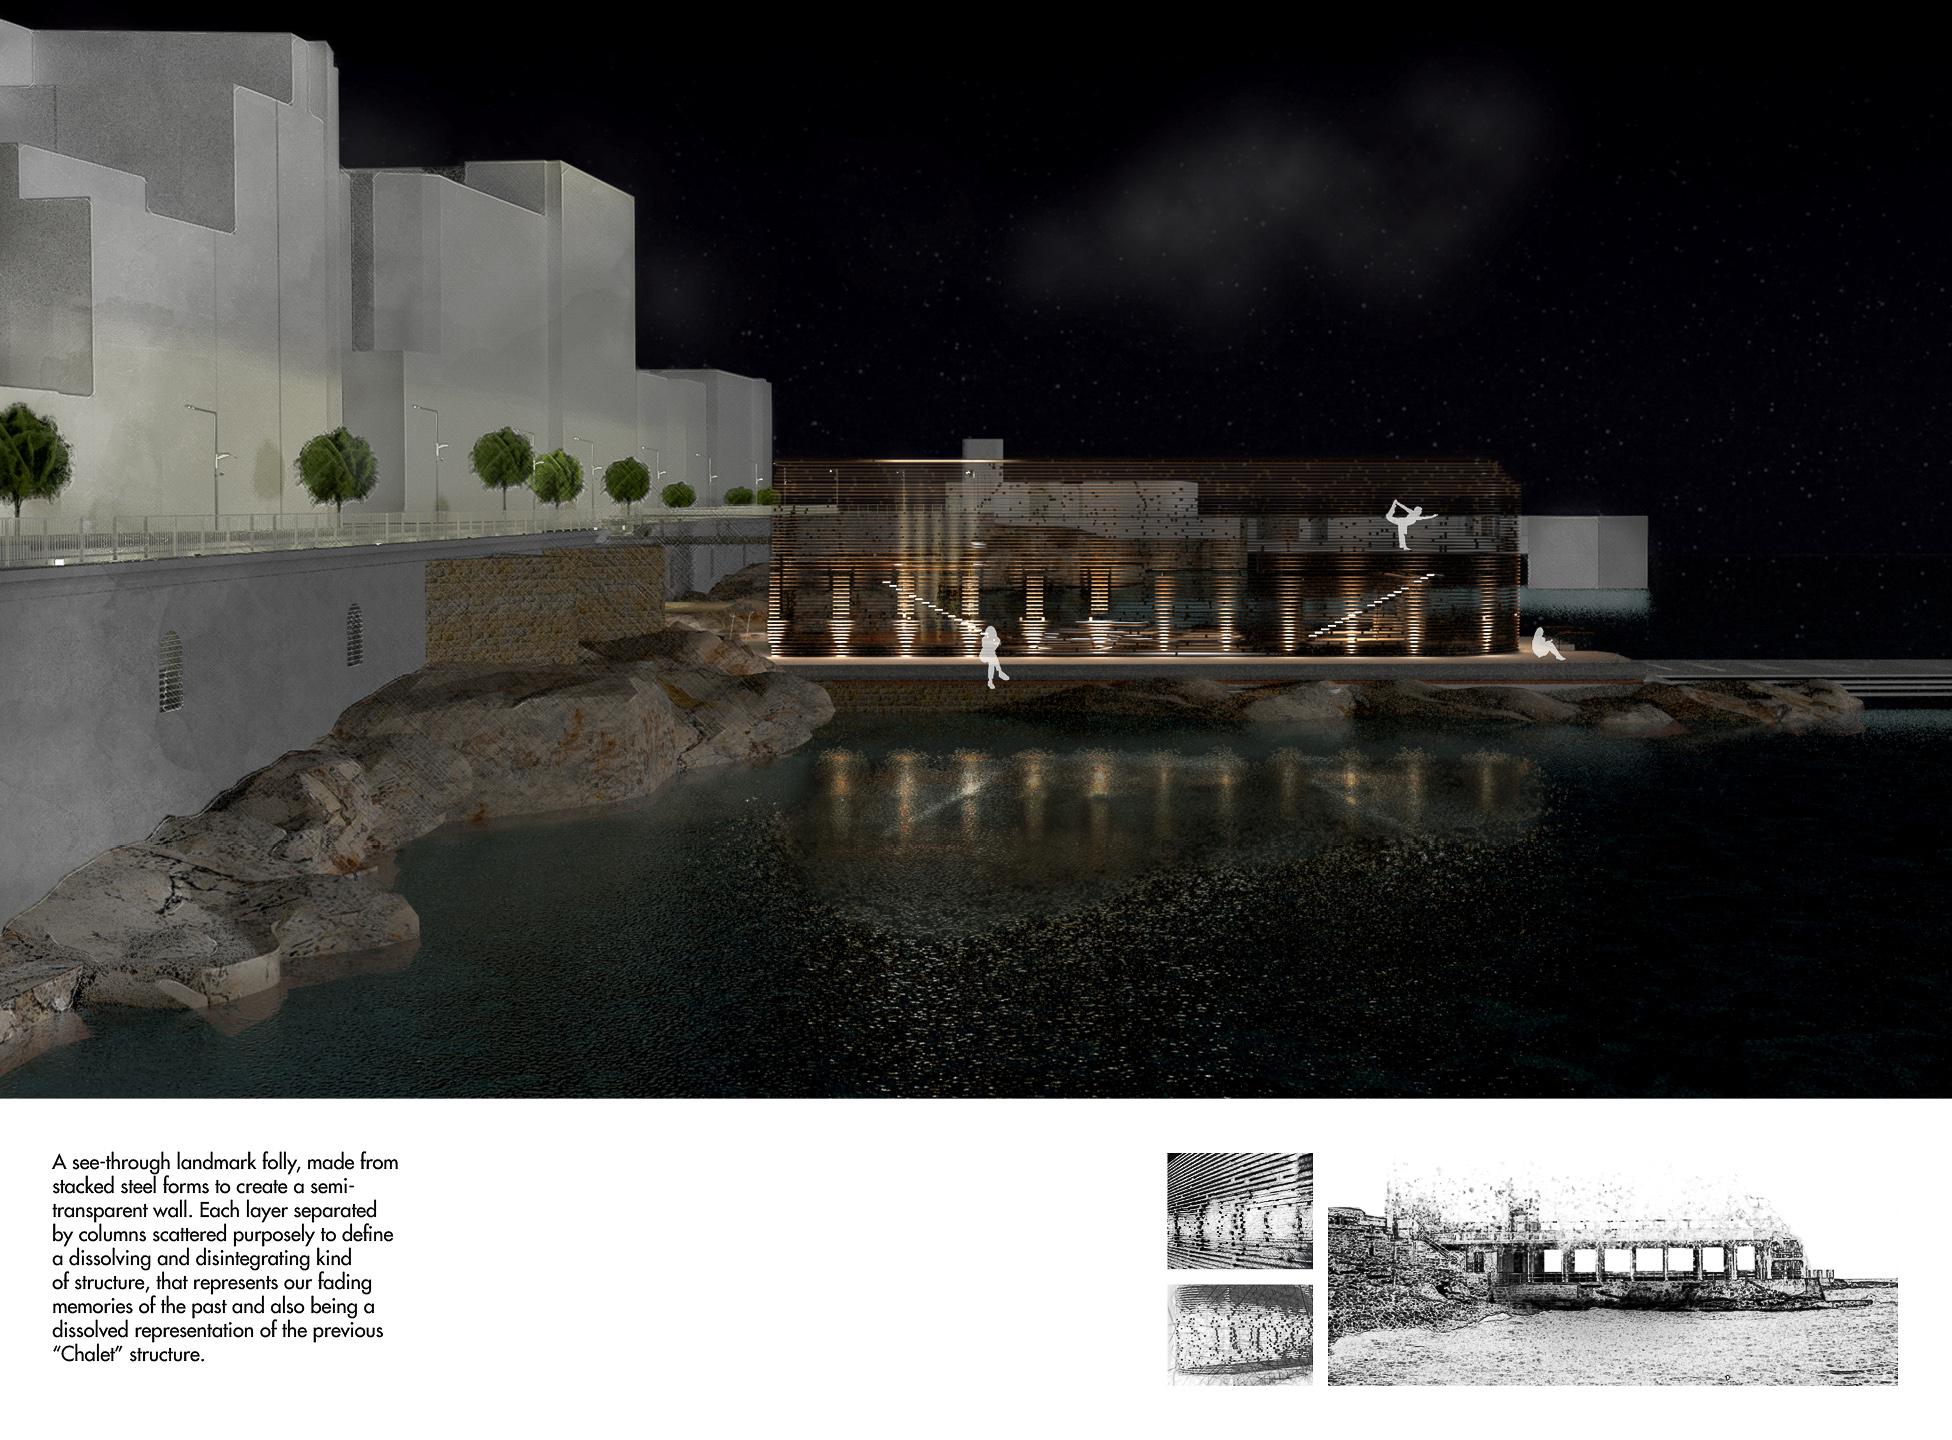 A see-through landmark folly, made from
stacked steel forms to create a semi-
transparent wall. Each layer separated
by columns scattered purposely to define
a dissolving and disintegrating kind
of structure, that represents our fading
memories of the past and also being a
dissolved representation of the previous
“Chalet” structure.